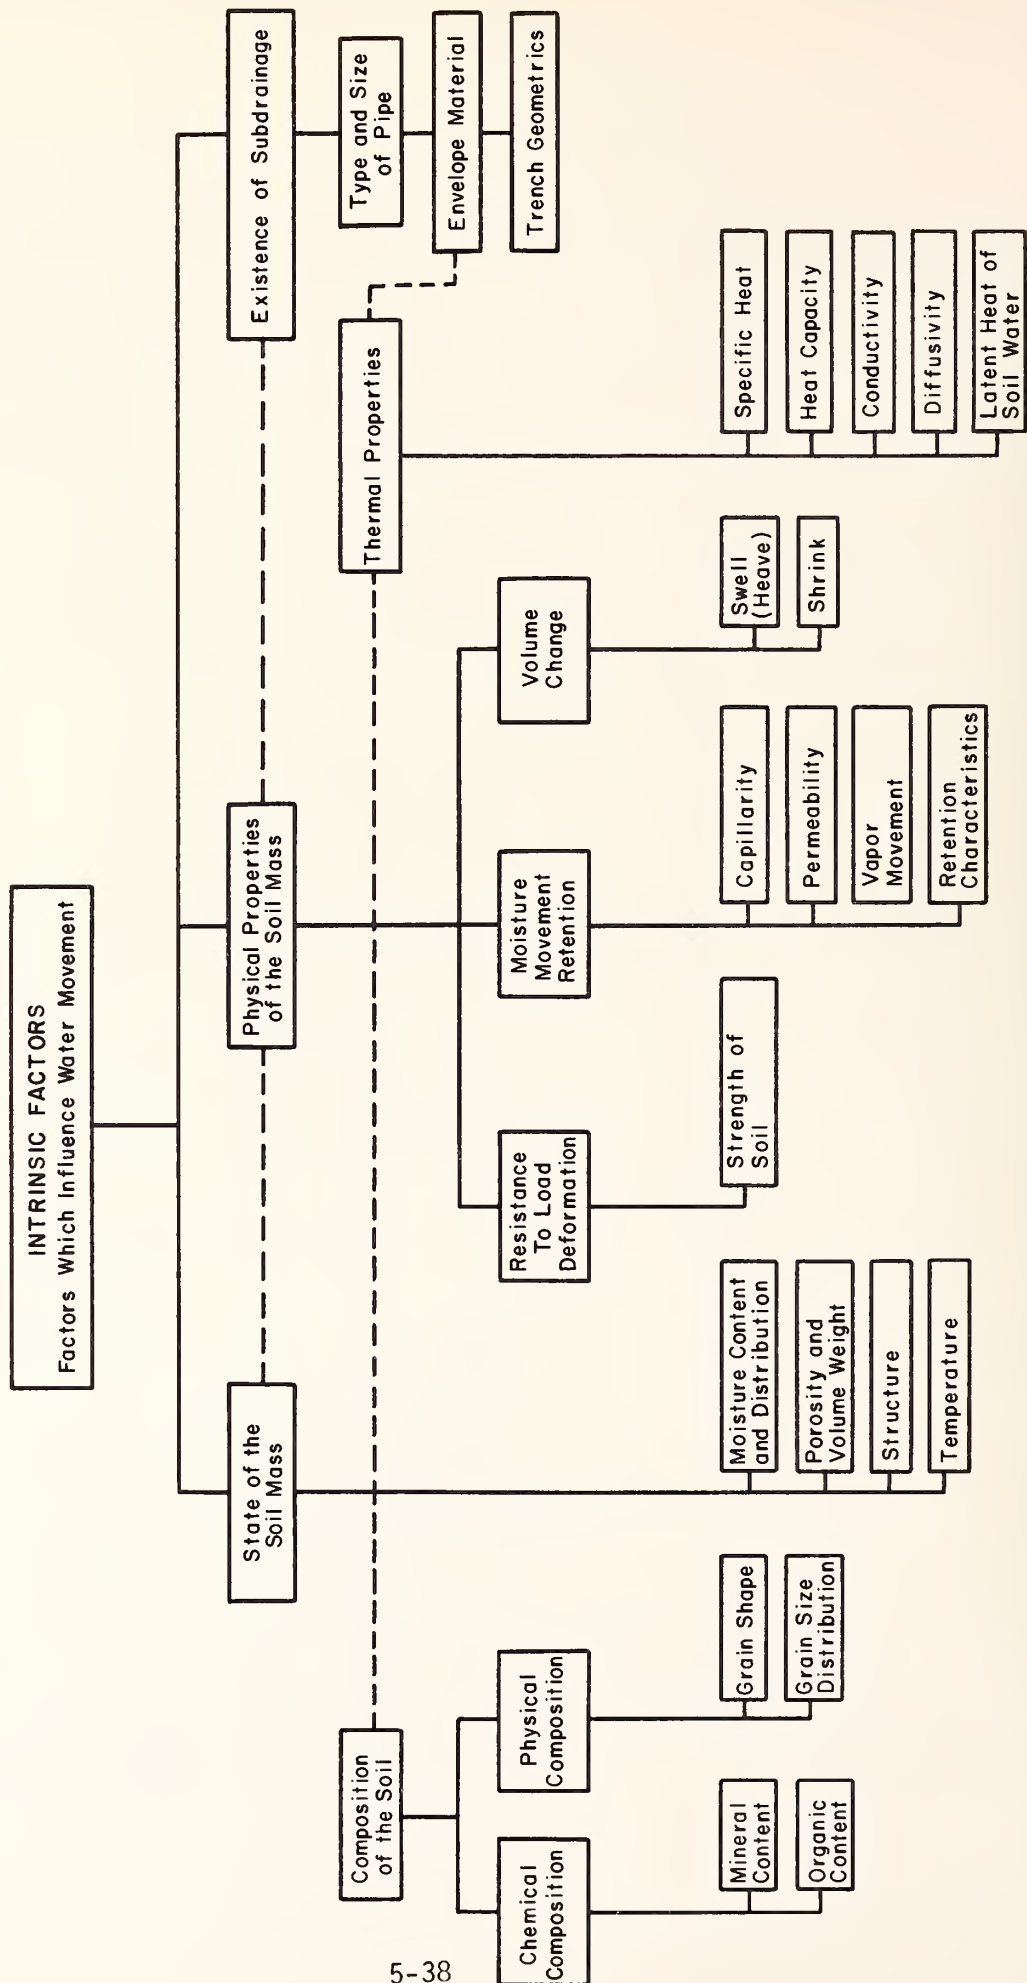 INTRINSIC FACTORS
Factors Which Influence Water Movement
State of the
Soil Mass
Physical Properties
of the Soil Mass
Existence of Subdrainage
Composition
of the Soil
Thermal Properties
Type and Size
of Pipe
Envelope Material
Trench Geometrics
Chemical
Composition
Physical
Composition
Resistance
To Load
Deformation
Moisture
Movement
Retention
Volume
Change
Mineral
Content
Organic
Content
Grain Shape
Grain Size
Distribution
Moisture Content
and Distribution
Porosity and
Volume Weight
Structure
Temperature
Strength of
Soil
Capillarity
Permeability
Vapor
Movement
Retention
Characteristics
Swell
(Heave)
Shrink
Specific Heat
Heat Capacity
Conductivity
Diffusivity
Latent Heat of
Soil Water
5-38